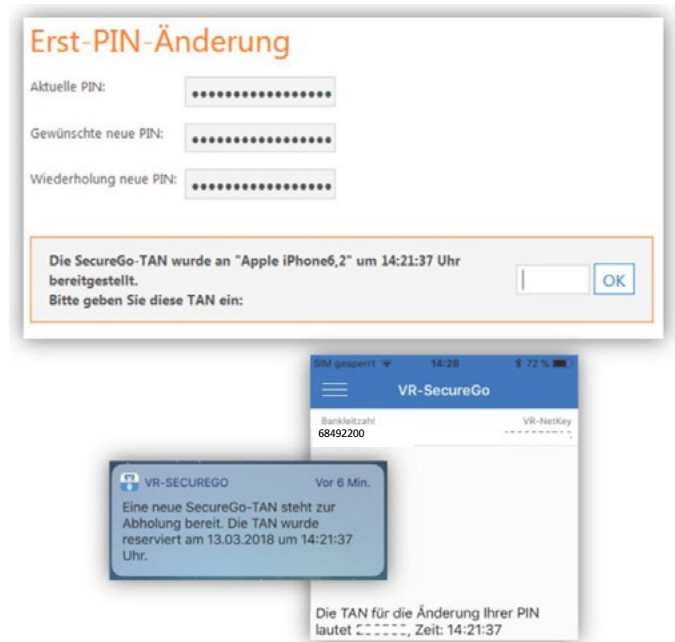 Erst-PIN-Änderung
Aktuelle PIN: •••••••••••••••••
Gewünschte neue PIN: •••••••••••••••••
Wiederholung neue PIN: •••••••••••••••••
Die SecureGo-TAN wurde an "Apple iPhone6,2" um 14:21:37 Uhr
bereitgestellt.
Bitte geben Sie diese TAN ein:
OK
SIM gesperrt 14:28 72 %
VR-SecureGo
Bankleitzahl VR-NetKey
68492200
VR-SECUREGO Vor 6 Min.
Eine neue SecureGo-TAN steht zur
Abholung bereit. Die TAN wurde
reserviert am 13.03.2018 um 14:21:37
Uhr.
Die TAN für die Änderung Ihrer PIN
lautet , Zeit: 14:21:37